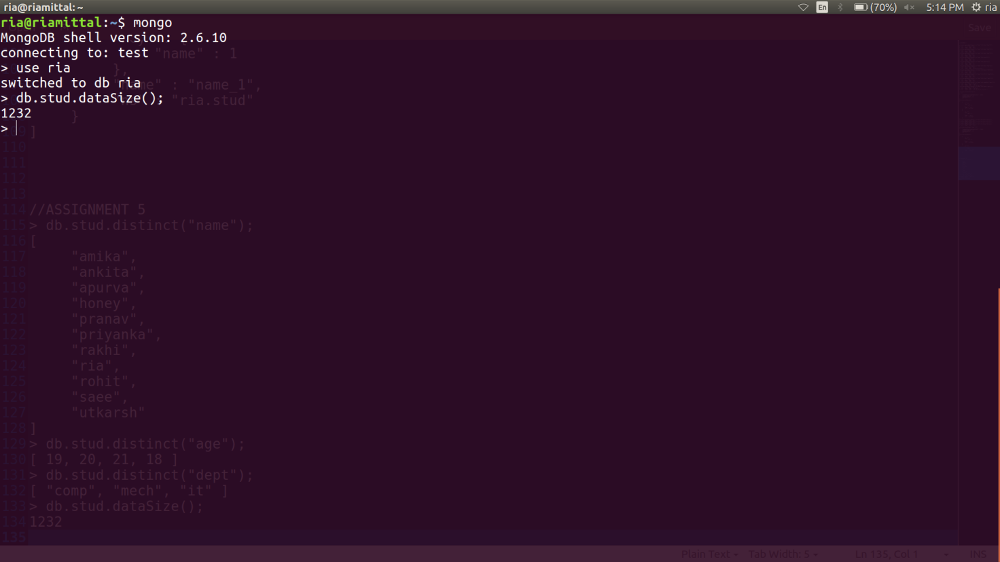 ria@riamittal: ~
En (70%) 5:14 PM ria
ria@riamittal:~$ mongo
Save
MongoDB shell version: 2.6.10
connecting to: test
"name" : 1
> use ria
},
switched to db ria
" : "name_1",
> db.stud.dataSize();
"ria.stud"
1232
}
>
]
110
111
112
113
114 //ASSIGNMENT 5
115 > db.stud.distinct("name");
116 [
117 "amika",
118 "ankita",
119 "apurva",
120 "honey",
121 "pranav",
122 "priyanka",
123 "rakhi",
124 "ria",
125 "rohit",
126 "saee",
127 "utkarsh"
128 ]
129 > db.stud.distinct("age");
130 [ 19, 20, 21, 18 ]
131 > db.stud.distinct("dept");
132 [ "comp", "mech", "it" ]
133 > db.stud.dataSize();
134 1232
135
Plain Text Tab Width: 5 Ln 135, Col 1 INS